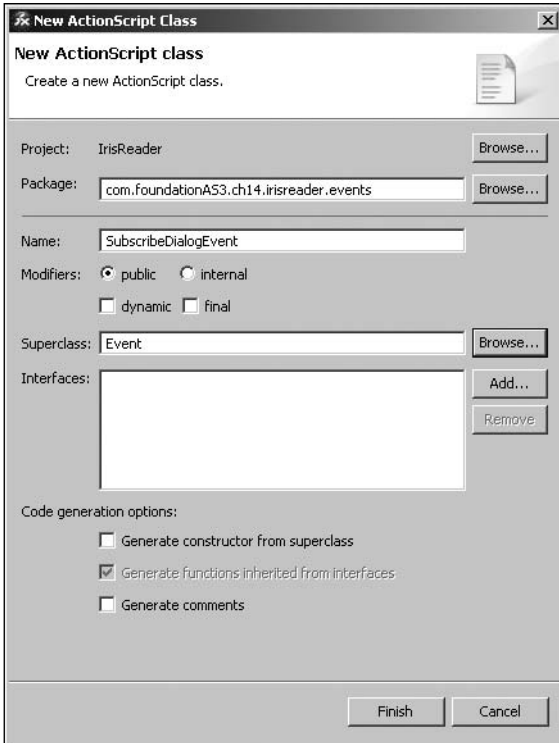 New ActionScript Class
New ActionScript class
Create a new ActionScript class.
Project: IrisReader Browse...
Package: com.foundationAS3.ch14.irisreader.events Browse...
Name: SubscribeDialogEvent
Modifiers: public internal
dynamic final
Superclass: Event Browse...
Interfaces: Add...
Remove
Code generation options:
Generate constructor from superclass
Generate functions inherited from interfaces
Generate comments
Finish Cancel